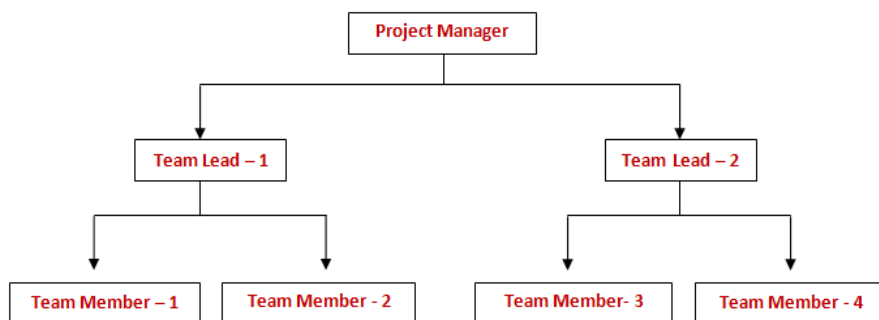 Project Manager
Team Lead – 1
Team Lead – 2
Team Member – 1
Team Member - 2
Team Member- 3
Team Member - 4